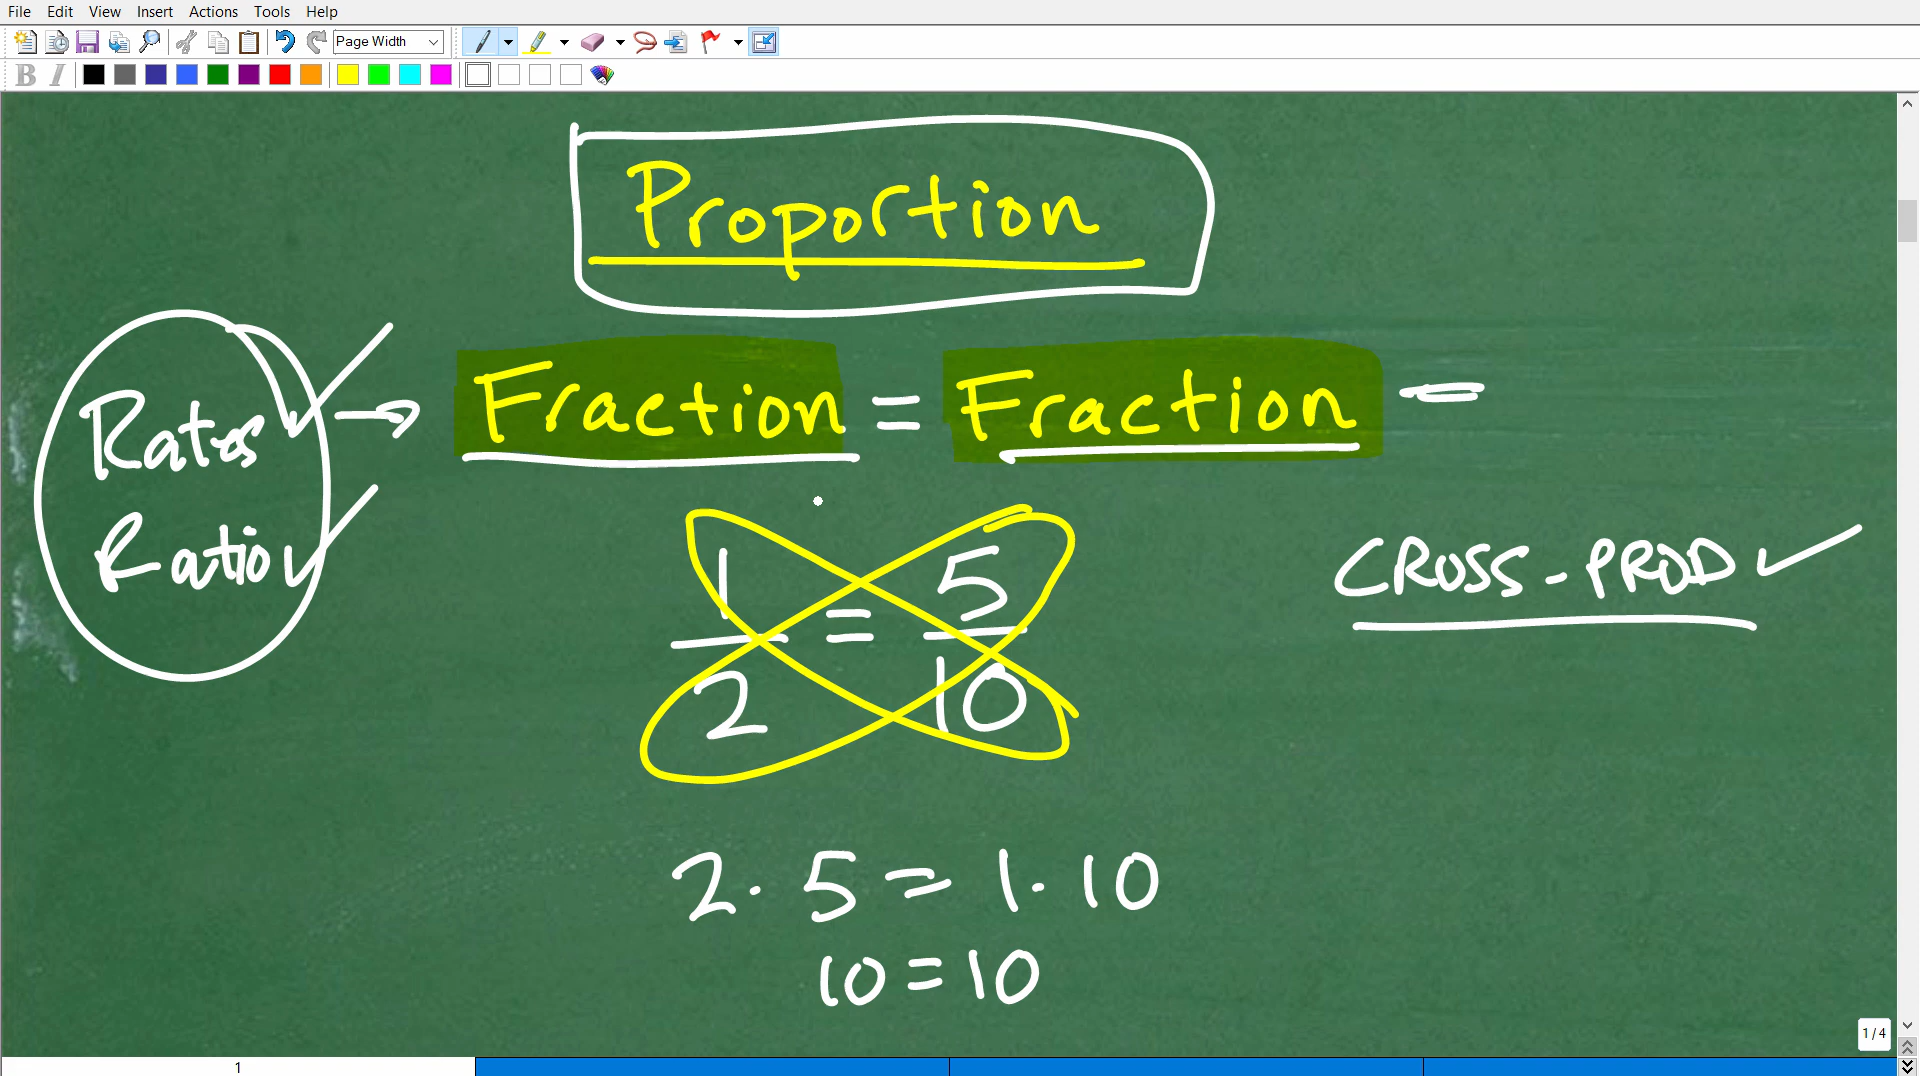 File Edit View Insert Actions Tools Help
Page Width
B I
Proportion
Rates → Fraction = Fraction =
Ratio
1/2 = 5/10
CROSS-PROD ✓
2 · 5 = 1 · 10
10 = 10
1 / 4
1